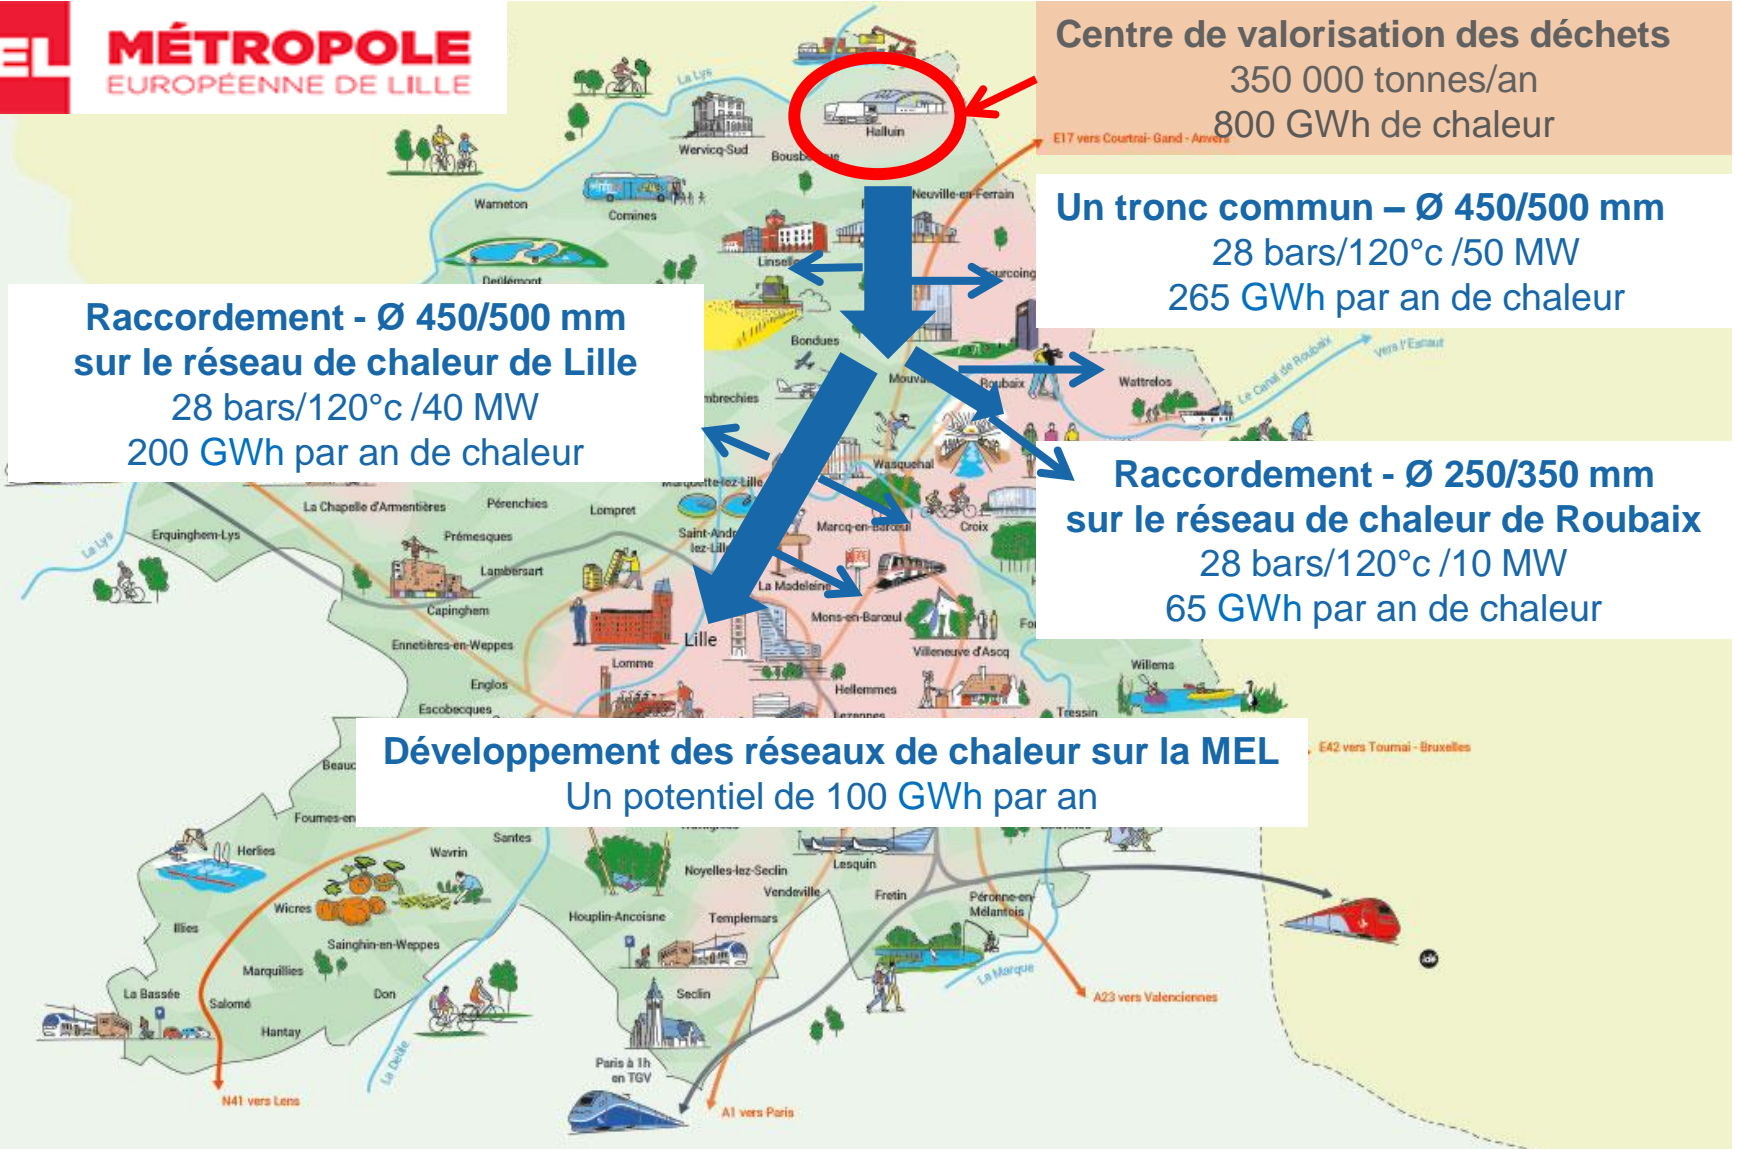 EL
MÉTROPOLE
EUROPÉENNE DE LILLE
Centre de valorisation des déchets
350 000 tonnes/an
800 GWh de chaleur
E17 vers Courtrai- Gand - Anvers
La Lys
Halluin
Wervicq-Sud
Neuville-en-Ferrain
Warneton
Comines
Un tronc commun – Ø 450/500 mm
28 bars/120°c /50 MW
265 GWh par an de chaleur
Linselles
Tourcoing
Deûlémont
Raccordement - Ø 450/500 mm
sur le réseau de chaleur de Lille
28 bars/120°c /40 MW
200 GWh par an de chaleur
Bondues
Roubaix
Wattrelos
Le Canal de Roubaix
Vers l'Escaut
Wasquehal
Raccordement - Ø 250/350 mm
sur le réseau de chaleur de Roubaix
28 bars/120°c /10 MW
65 GWh par an de chaleur
La Chapelle d'Armentières
Pérenchies
Lompret
Marcq-en-Barœul
Croix
La Lys
Erquinghem-Lys
Prémesques
Lambersart
La Madeleine
Capinghem
Mons-en-Barœul
Ennetières-en-Weppes
Lille
Villeneuve d'Ascq
Lomme
Willems
Englos
Hellemmes
Escobecques
Lezennes
Tressin
Développement des réseaux de chaleur sur la MEL
Un potentiel de 100 GWh par an
E42 vers Tournai - Bruxelles
Santes
Herlies
Wavrin
Lesquin
Noyelles-lez-Seclin
Vendeville
Fretin
Péronne-en-
Mélantois
Wicres
Houplin-Ancoisne
Templemars
Illies
Sainghin-en-Weppes
Marquillies
La Marque
La Bassée
Salomé
Don
Seclin
A23 vers Valenciennes
Hantay
La Deûle
Paris à 1h
en TGV
N41 vers Lens
A1 vers Paris